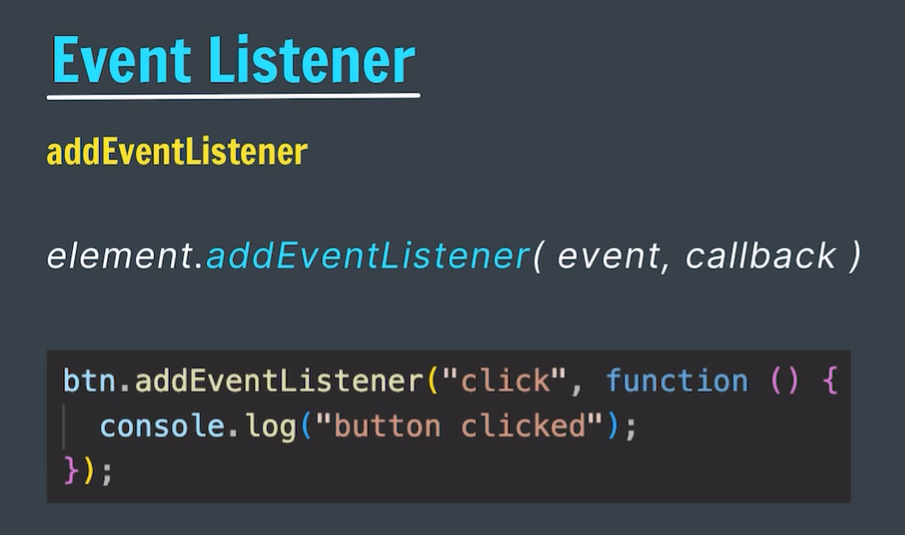 Event Listener
addEventListener
element.addEventListener( event, callback )
btn.addEventListener("click", function () {
  console.log("button clicked");
});